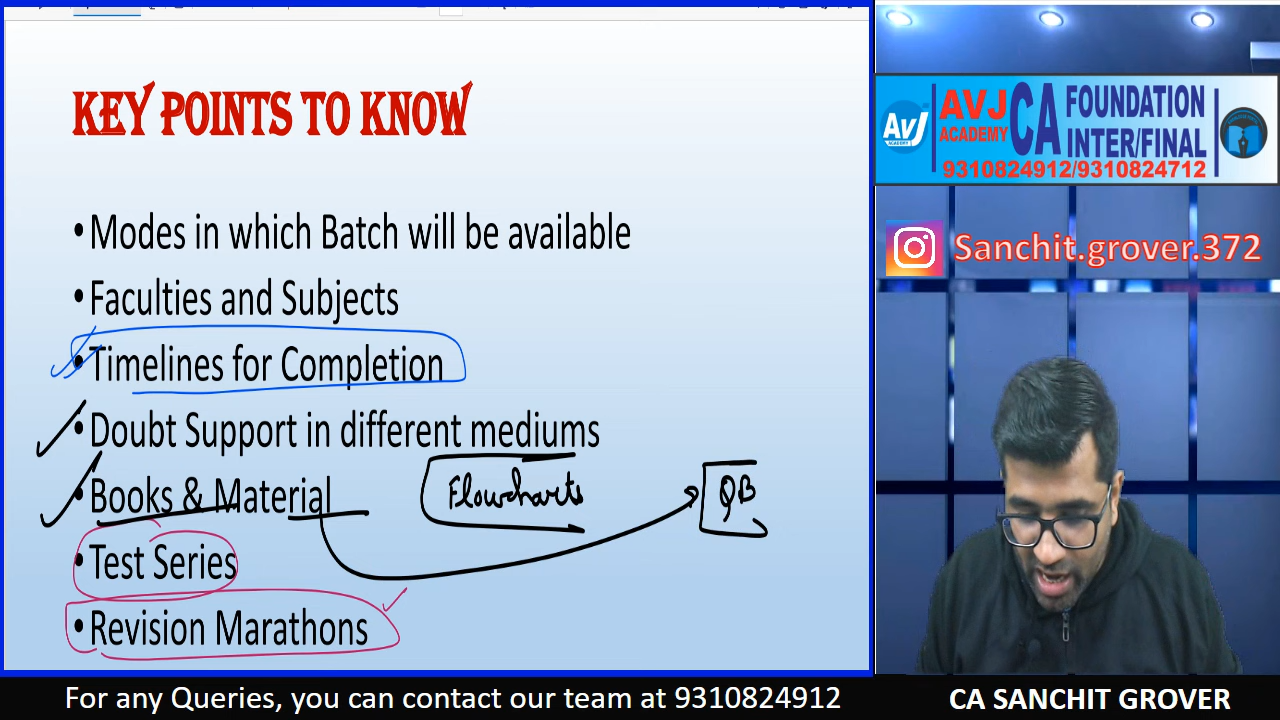 KEY POINTS TO KNOW
• Modes in which Batch will be available
• Faculties and Subjects
• Timelines for Completion
• Doubt Support in different mediums
• Books & Material
Flowcharts
QB
• Test Series
• Revision Marathons
AVJ
ACADEMY
AVJ
ACADEMY
CA
FOUNDATION
INTER/FINAL
9310824912/9310824712
Sanchit.grover.372
For any Queries, you can contact our team at 9310824912
CA SANCHIT GROVER